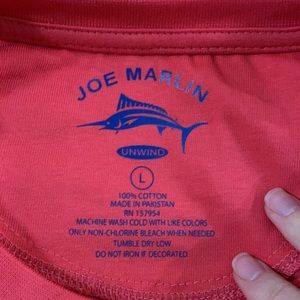 JOE MARLIN
UNWIND
L
100% COTTON
MADE IN PAKISTAN
RN 157954
MACHINE WASH COLD WITH LIKE COLORS
ONLY NON-CHLORINE BLEACH WHEN NEEDED
TUMBLE DRY LOW
DO NOT IRON IF DECORATED